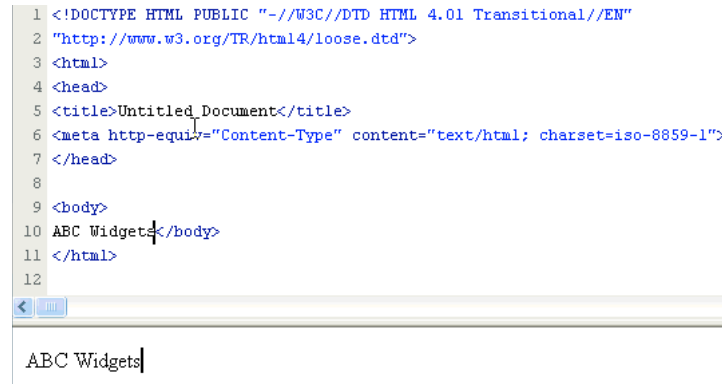 1 <!DOCTYPE HTML PUBLIC "-//W3C//DTD HTML 4.01 Transitional//EN"
2 "http://www.w3.org/TR/html4/loose.dtd">
3 <html>
4 <head>
5 <title>Untitled Document</title>
6 <meta http-equiv="Content-Type" content="text/html; charset=iso-8859-1">
7 </head>
8
9 <body>
10 ABC Widgets</body>
11 </html>
12
ABC Widgets